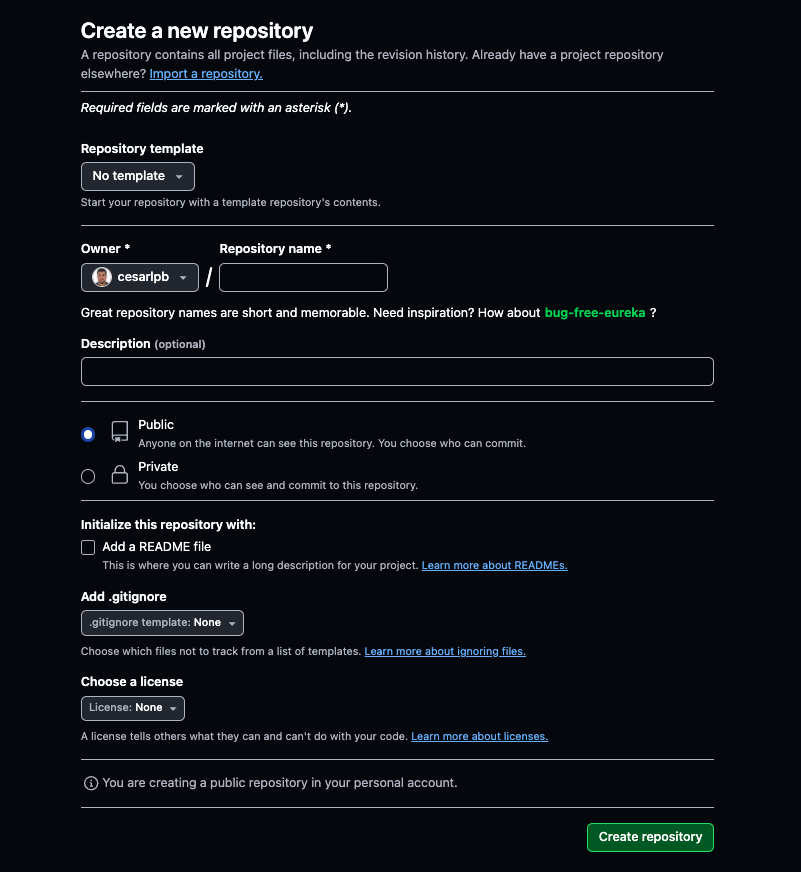 Create a new repository
A repository contains all project files, including the revision history. Already have a project repository
elsewhere? Import a repository.
Required fields are marked with an asterisk (*).
Repository template
No template
Start your repository with a template repository's contents.
Owner * Repository name *
cesarlpb /
Great repository names are short and memorable. Need inspiration? How about bug-free-eureka ?
Description (optional)
Public
Anyone on the internet can see this repository. You choose who can commit.
Private
You choose who can see and commit to this repository.
Initialize this repository with:
Add a README file
This is where you can write a long description for your project. Learn more about READMEs.
Add .gitignore
.gitignore template: None
Choose which files not to track from a list of templates. Learn more about ignoring files.
Choose a license
License: None
A license tells others what they can and can't do with your code. Learn more about licenses.
You are creating a public repository in your personal account.
Create repository